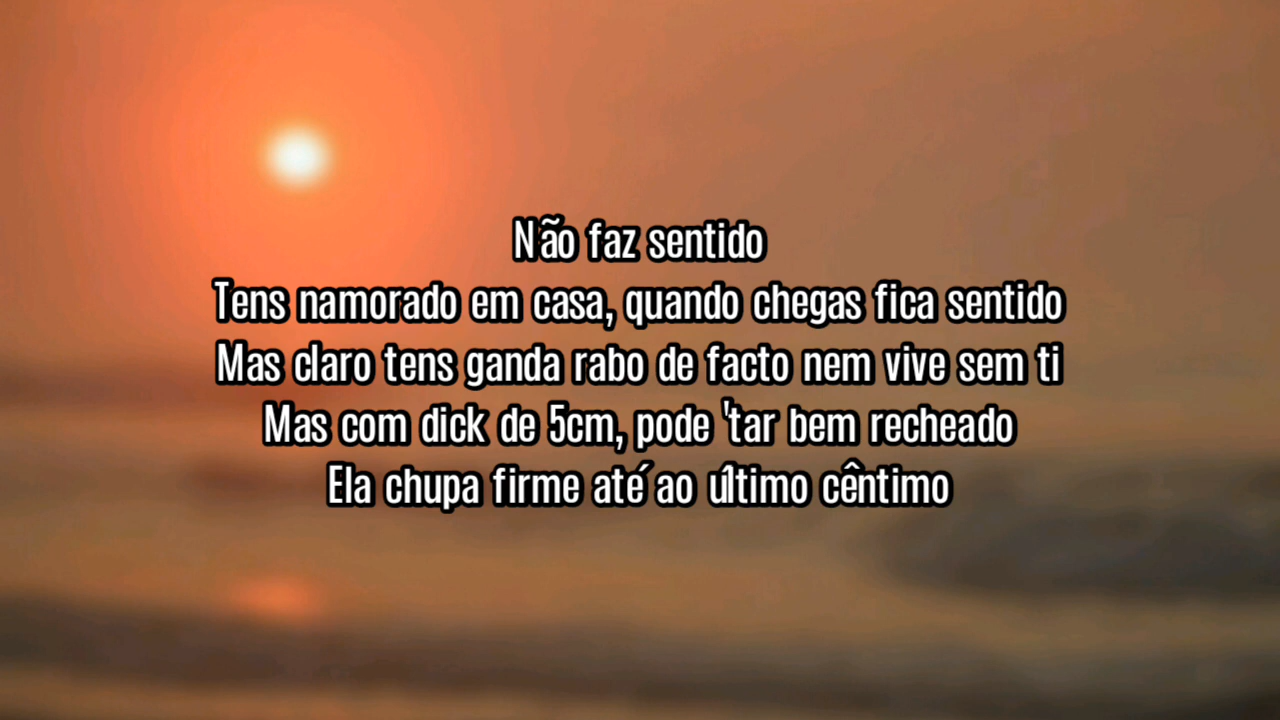 Não faz sentido
Tens namorado em casa, quando chegas fica sentido
Mas claro tens ganda rabo de facto nem vive sem ti
Mas com dick de 5cm, pode 'tar bem recheado
Ela chupa firme até ao último cêntimo